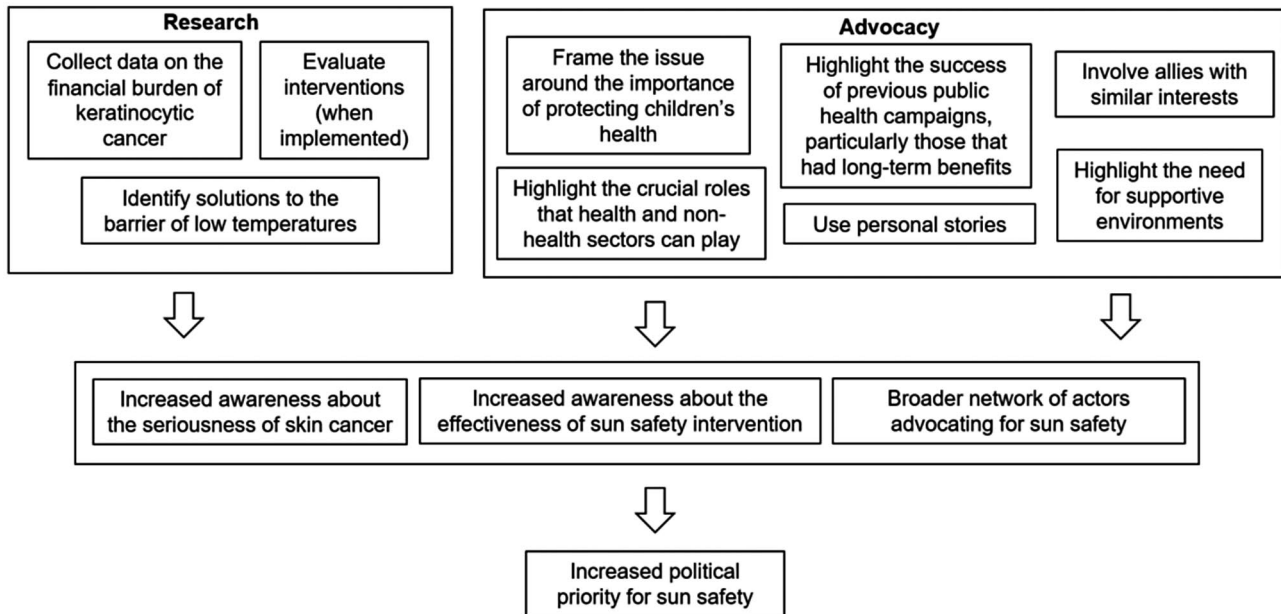 Research
Collect data on the
financial burden of
keratinocytic
cancer
Evaluate
interventions
(when
implemented)
Identify solutions to the
barrier of low temperatures
Advocacy
Frame the issue
around the importance
of protecting children's
health
Highlight the success
of previous public
health campaigns,
particularly those that
had long-term benefits
Involve allies with
similar interests
Highlight the crucial roles
that health and non-
health sectors can play
Use personal stories
Highlight the need
for supportive
environments
Increased awareness about
the seriousness of skin cancer
Increased awareness about the
effectiveness of sun safety intervention
Broader network of actors
advocating for sun safety
Increased political
priority for sun safety